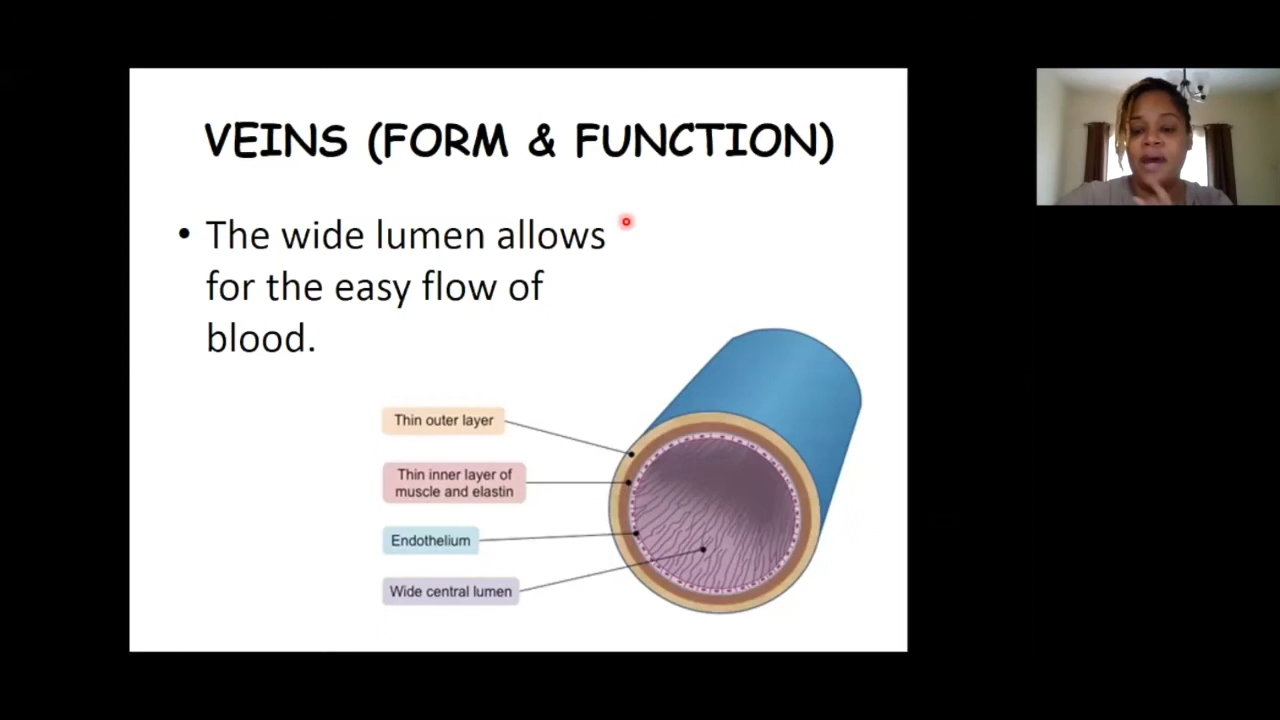 VEINS (FORM & FUNCTION)
• The wide lumen allows
for the easy flow of
blood.
Thin outer layer
Thin inner layer of
muscle and elastin
Endothelium
Wide central lumen